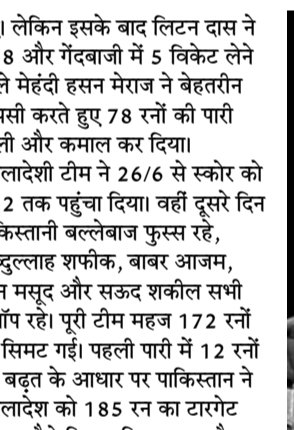 । लेकिन इसके बाद लिटन दास ने
8 और गेंदबाजी में 5 विकेट लेने
मेहंदी हसन मेराज ने बेहतरीन
करते हुए 78 रनों की पारी
और कमाल कर दिया।
लादेशी टीम ने 26/6 से स्कोर को
2 तक पहुंचा दिया। वहीं दूसरे दिन
किस्तानी बल्लेबाज फुस्स रहे,
दुल्लाह शफीक, बाबर आजम,
न मसूद और सऊद शकील सभी
रहे। पूरी टीम महज 172 रनों
सिमट गई। पहली पारी में 12 रनों
बढ़त के आधार पर पाकिस्तान ने
लादेश को 185 रन का टारगेट